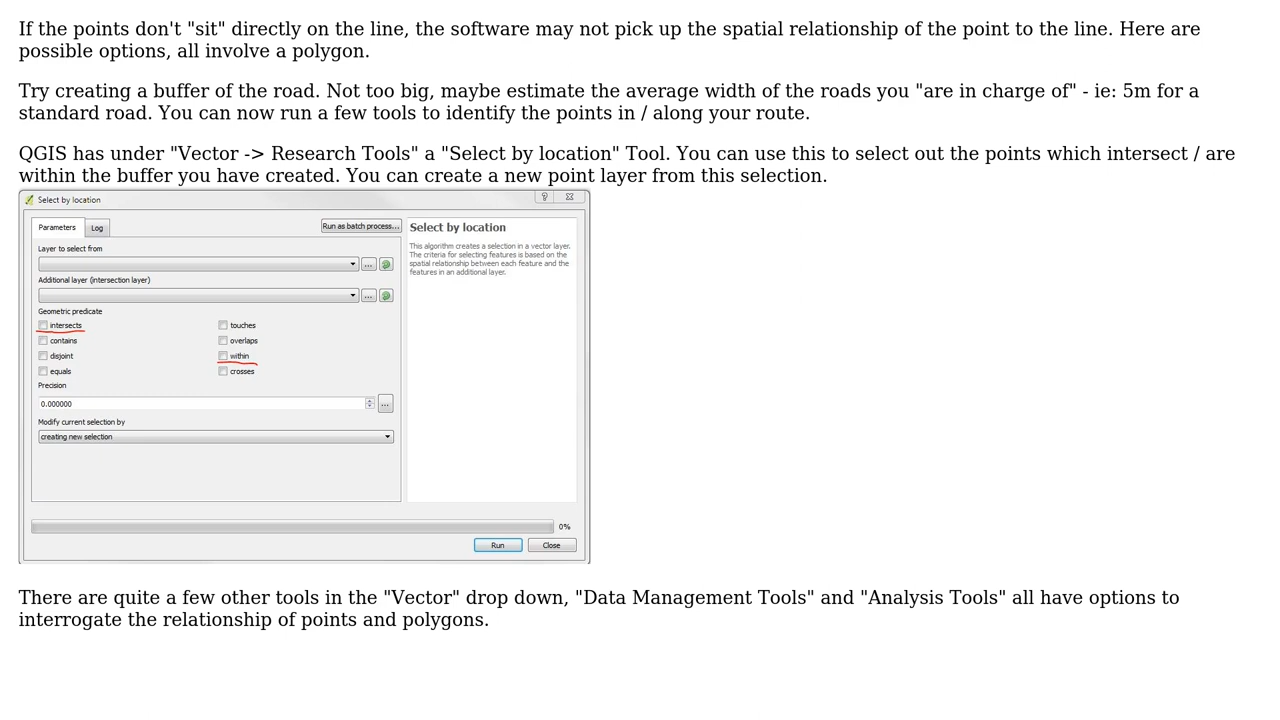 If the points don't "sit" directly on the line, the software may not pick up the spatial relationship of the point to the line. Here are
possible options, all involve a polygon.
Try creating a buffer of the road. Not too big, maybe estimate the average width of the roads you "are in charge of" - ie: 5m for a
standard road. You can now run a few tools to identify the points in / along your route.
QGIS has under "Vector -> Research Tools" a "Select by location" Tool. You can use this to select out the points which intersect / are
within the buffer you have created. You can create a new point layer from this selection.
Select by location
Parameters
Log
Run as batch process...
Layer to select from
...
Additional layer (intersection layer)
...
Geometric predicate
intersects
touches
contains
overlaps
disjoint
within
equals
crosses
Precision
0.000000
...
Modify current selection by
creating new selection
Select by location
This algorithm creates a selection in a vector layer.
The criteria for selecting features is based on the
spatial relationship between each feature and the
features in an additional layer.
0%
Run
Close
There are quite a few other tools in the "Vector" drop down, "Data Management Tools" and "Analysis Tools" all have options to
interrogate the relationship of points and polygons.